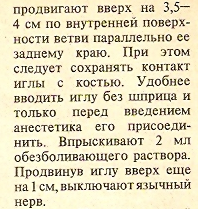 продвигают вверх на 3,5–
4 см по внутренней поверх-
ности ветви параллельно ее
заднему краю. При этом
следует сохранять контакт
иглы с костью. Удобнее
вводить иглу без шприца и
только перед введением
анестетика его присоеди-
нить. Впрыскивают 2 мл
обезболивающего раствора.
Продвинув иглу вверх еще
на 1 см, выключают язычный
нерв.